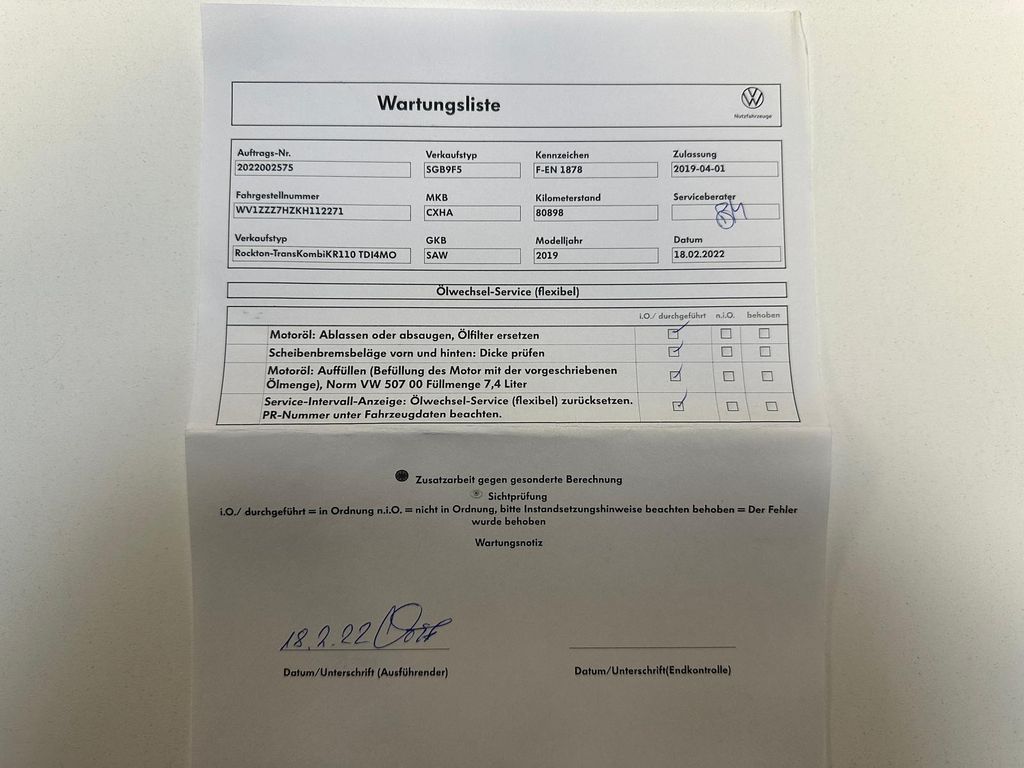 Wartungsliste
Nutzfahrzeuge
Auftrags-Nr. Verkaufstyp Kennzeichen Zulassung
2022002575 SGB9F5 F-EN 1878 2019-04-01
Fahrgestellnummer MKB Kilometerstand Serviceberater
WV1ZZZ7HZKH112271 CXHA 80898
Verkaufstyp GKB Modelljahr Datum
Rockton-TransKombiKR110 TDI4MO SAW 2019 18.02.2022
Ölwechsel-Service (flexibel)
i.O./ durchgeführt n.i.O. behoben
Motoröl: Ablassen oder absaugen, Ölfilter ersetzen
Scheibenbremsbeläge vorn und hinten: Dicke prüfen
Motoröl: Auffüllen (Befüllung des Motor mit der vorgeschriebenen
Ölmenge), Norm VW 507 00 Füllmenge 7,4 Liter
Service-Intervall-Anzeige: Ölwechsel-Service (flexibel) zurücksetzen.
PR-Nummer unter Fahrzeugdaten beachten.
Zusatzarbeit gegen gesonderte Berechnung
Sichtprüfung
i.O./ durchgeführt = in Ordnung n.i.O. = nicht in Ordnung, bitte Instandsetzungshinweise beachten behoben = Der Fehler
wurde behoben
Wartungsnotiz
18.2.22
Datum/Unterschrift (Ausführender) Datum/Unterschrift(Endkontrolle)